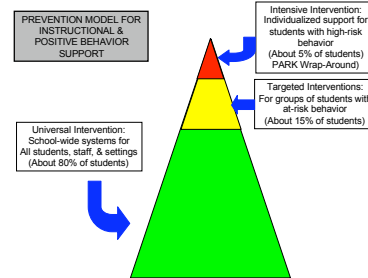 PREVENTION MODEL FOR
INSTRUCTIONAL &
POSITIVE BEHAVIOR
SUPPORT
Intensive Intervention:
Individualized support for
students with high-risk
behavior
(About 5% of students)
PARK Wrap-Around
Targeted Interventions:
For groups of students with
at-risk behavior
(About 15% of students)
Universal Intervention:
School-wide systems for
All students, staff, & settings
(About 80% of students)